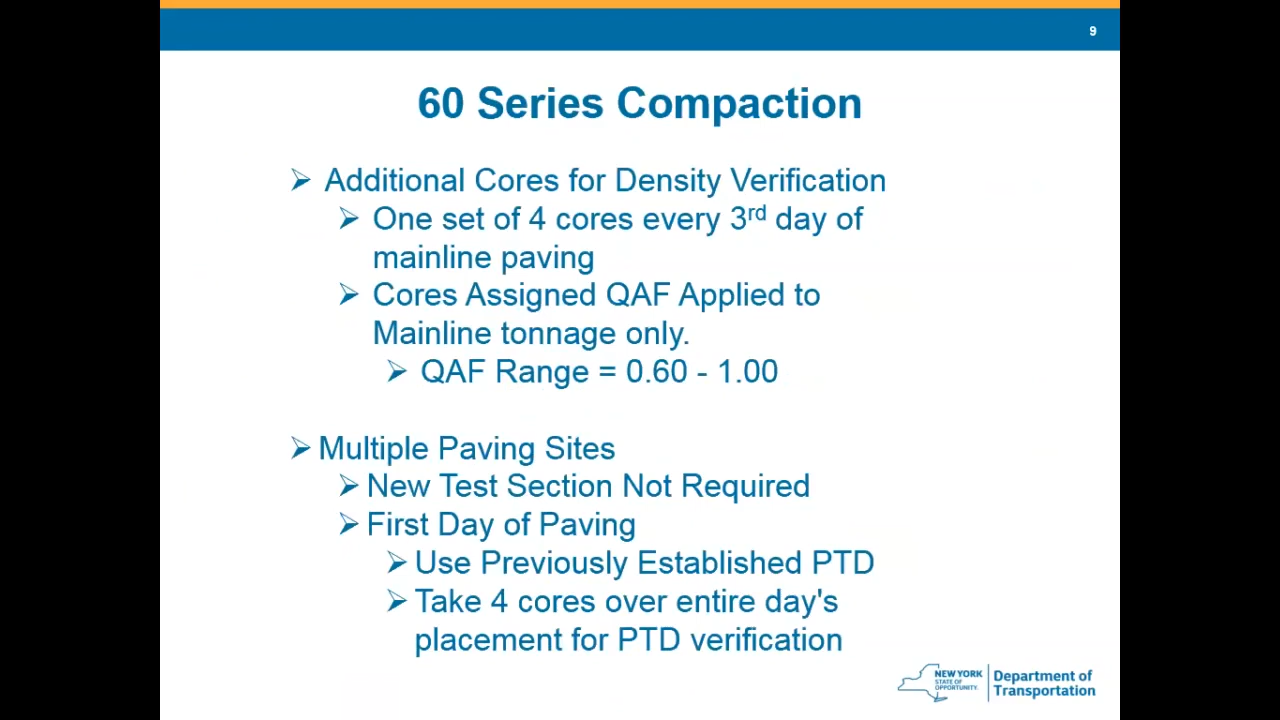 9
60 Series Compaction
➢ Additional Cores for Density Verification
➢ One set of 4 cores every 3rd day of
mainline paving
➢ Cores Assigned QAF Applied to
Mainline tonnage only.
➢ QAF Range = 0.60 - 1.00
➢ Multiple Paving Sites
➢ New Test Section Not Required
➢ First Day of Paving
➢ Use Previously Established PTD
➢ Take 4 cores over entire day's
placement for PTD verification
NEW YORK
STATE OF
OPPORTUNITY.
Department of
Transportation